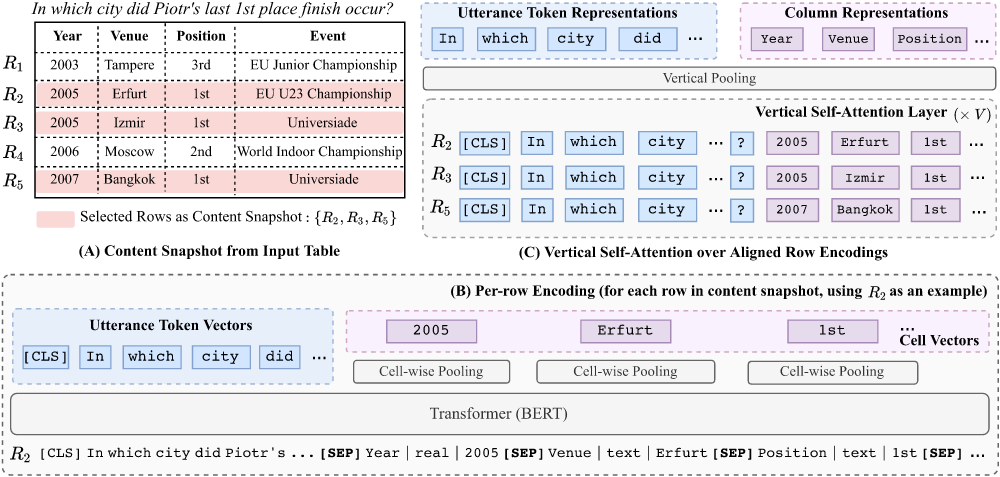 In which city did Piotr's last 1st place finish occur?
Year Venue Position Event
R1 2003 Tampere 3rd EU Junior Championship
R2 2005 Erfurt 1st EU U23 Championship
R3 2005 Izmir 1st Universiade
R4 2006 Moscow 2nd World Indoor Championship
R5 2007 Bangkok 1st Universiade
Selected Rows as Content Snapshot : {R2, R3, R5}
(A) Content Snapshot from Input Table
Utterance Token Representations
In which city did ...
Column Representations
Year Venue Position ...
Vertical Pooling
Vertical Self-Attention Layer (× V)
R2 [CLS] In which city ... ? 2005 Erfurt 1st ...
R3 [CLS] In which city ... ? 2005 Izmir 1st ...
R5 [CLS] In which city ... ? 2007 Bangkok 1st ...
(C) Vertical Self-Attention over Aligned Row Encodings
(B) Per-row Encoding (for each row in content snapshot, using R2 as an example)
Utterance Token Vectors
[CLS] In which city did ...
2005 Erfurt 1st ...
Cell Vectors
Cell-wise Pooling Cell-wise Pooling Cell-wise Pooling
Transformer (BERT)
R2 [CLS] In which city did Piotr's ... [SEP] Year | real | 2005 [SEP] Venue | text | Erfurt [SEP] Position | text | 1st [SEP] ...